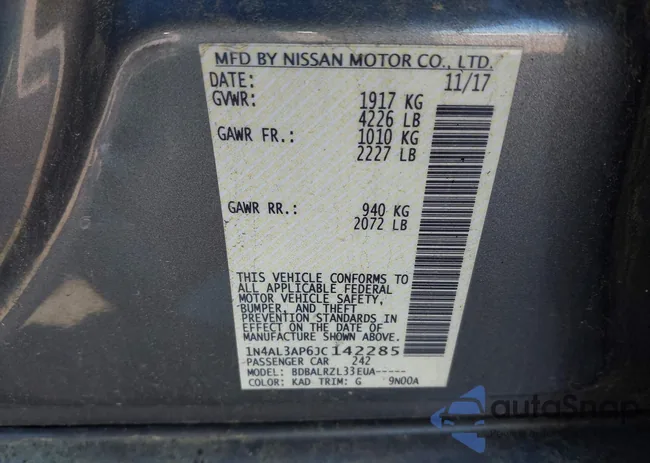 MFD BY NISSAN MOTOR CO., LTD.
DATE: 11/17
GVWR: 1917 KG
4226 LB
GAWR FR.: 1010 KG
2227 LB
GAWR RR.: 940 KG
2072 LB
THIS VEHICLE CONFORMS TO
ALL APPLICABLE FEDERAL
MOTOR VEHICLE SAFETY,
BUMPER, AND THEFT
PREVENTION STANDARDS IN
EFFECT ON THE DATE OF
MANUFACTURE SHOWN ABOVE.
1N4AL3AP6JC142285
PASSENGER CAR 242
MODEL: BDBALRZL33EUA-----
COLOR: KAD TRIM: G 9N00A
autoSnap